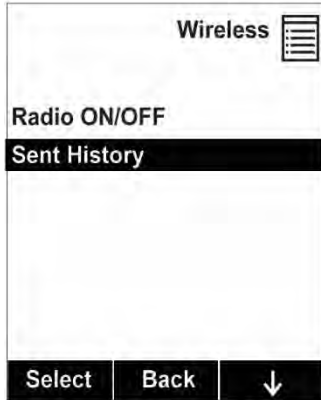 Wireless
Radio ON/OFF
Sent History
Select Back ↓